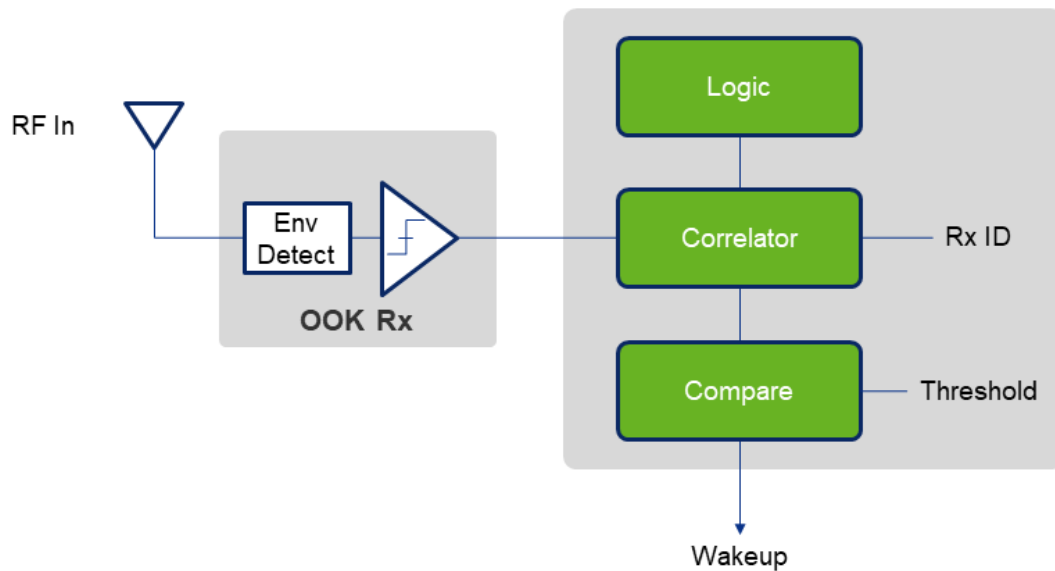 Logic
RF In
Env
Detect
Correlator
Rx ID
OOK Rx
Compare
Threshold
Wakeup